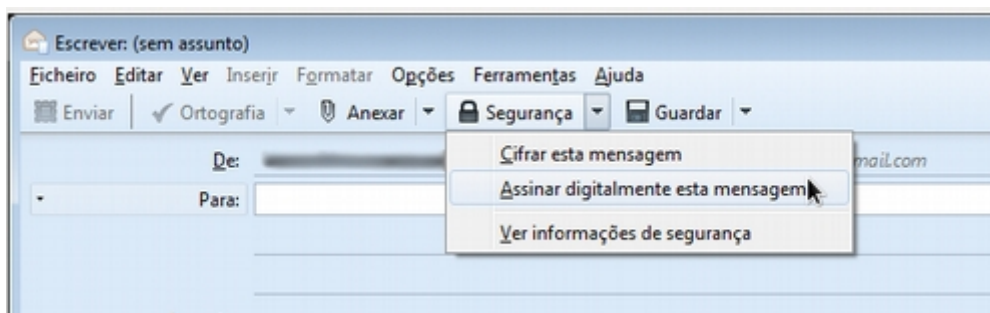 Escrever: (sem assunto)
Ficheiro Editar Ver Inserir Formatar Opções Ferramentas Ajuda
Enviar Ortografia Anexar Segurança Guardar
De: mail.com
Cifrar esta mensagem
Para:
Assinar digitalmente esta mensagem
Ver informações de segurança